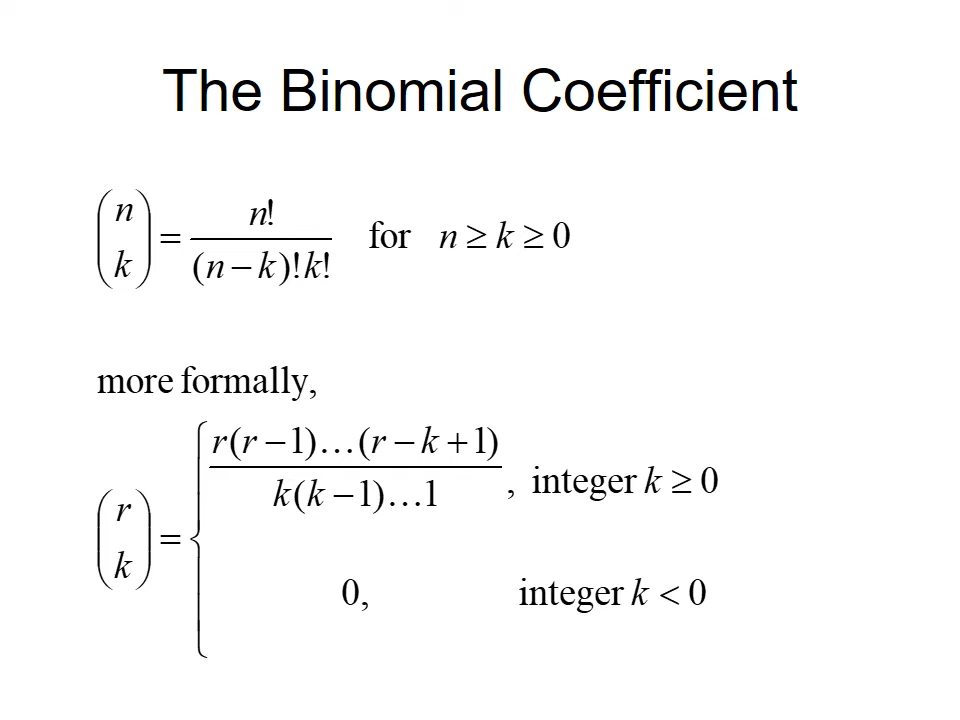 The Binomial Coefficient
(n k) = n! / (n − k)!k! for n ≥ k ≥ 0
more formally,
(r k) = { r(r − 1)…(r − k + 1) / k(k − 1)…1 , integer k ≥ 0
0, integer k < 0